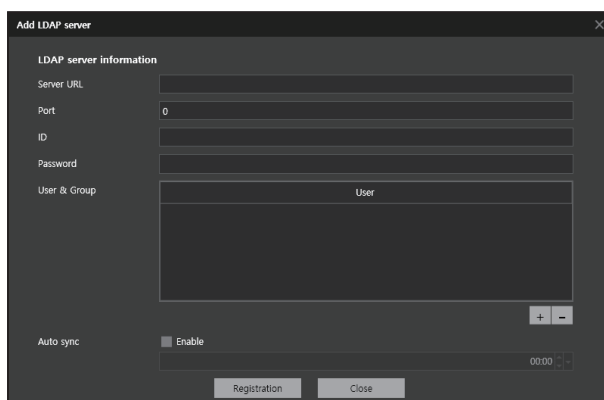 Add LDAP server
LDAP server information
Server URL
Port 0
ID
Password
User & Group User
+ −
Auto sync Enable
00:00
Registration Close